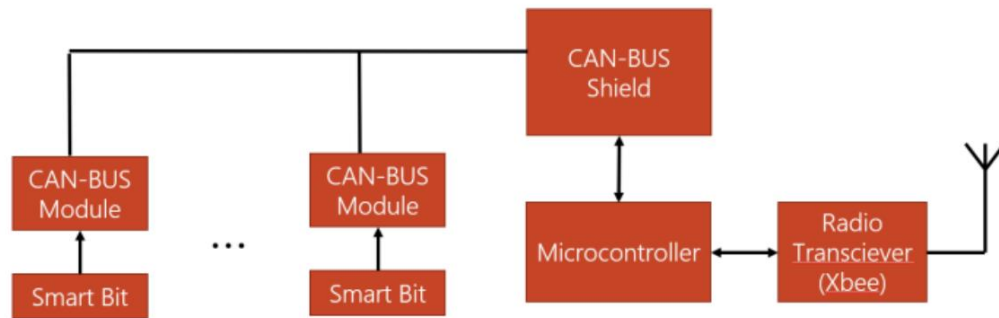 CAN-BUS
Shield
CAN-BUS
Module
CAN-BUS
Module
...
Smart Bit
Smart Bit
Microcontroller
Radio
Transciever
(Xbee)